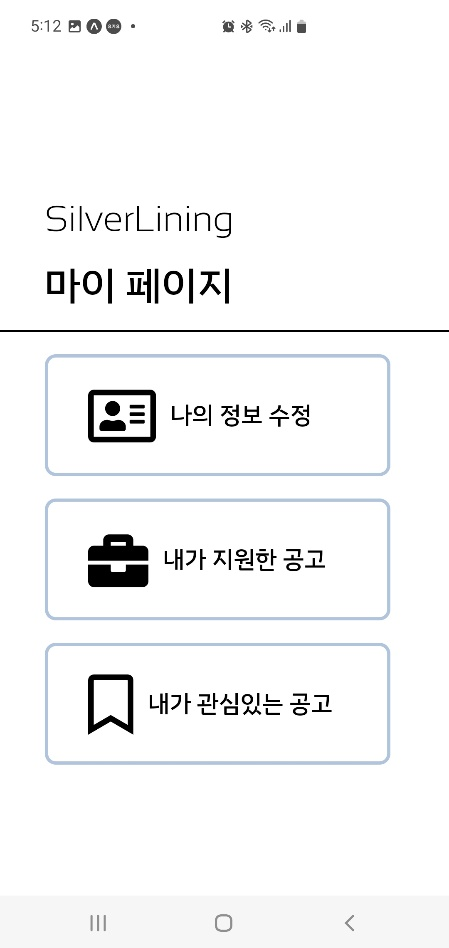 5:12
SilverLining
마이 페이지
나의 정보 수정
내가 지원한 공고
내가 관심있는 공고